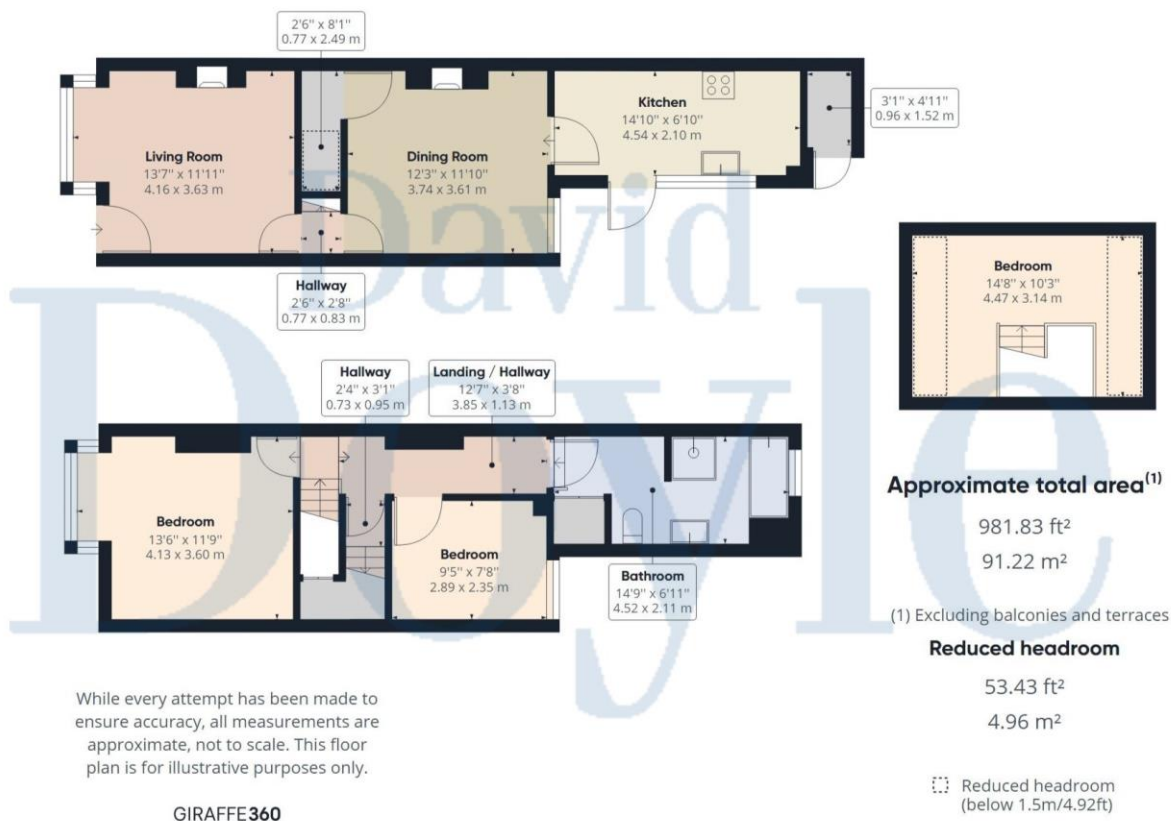 2'6" x 8'1"
0.77 x 2.49 m
Living Room
13'7" x 11'11"
4.16 x 3.63 m
Dining Room
12'3" x 11'10"
3.74 x 3.61 m
Kitchen
14'10" x 6'10"
4.54 x 2.10 m
3'1" x 4'11"
0.96 x 1.52 m
Hallway
2'6" x 2'8"
0.77 x 0.83 m
David
Doyle
Bedroom
14'8" x 10'3"
4.47 x 3.14 m
Hallway
2'4" x 3'1"
0.73 x 0.95 m
Landing / Hallway
12'7" x 3'8"
3.85 x 1.13 m
Bedroom
13'6" x 11'9"
4.13 x 3.60 m
Bedroom
9'5" x 7'8"
2.89 x 2.35 m
Bathroom
14'9" x 6'11"
4.52 x 2.11 m
Approximate total area(1)
981.83 ft²
91.22 m²
(1) Excluding balconies and terraces
Reduced headroom
53.43 ft²
4.96 m²
Reduced headroom
(below 1.5m/4.92ft)
While every attempt has been made to
ensure accuracy, all measurements are
approximate, not to scale. This floor
plan is for illustrative purposes only.
GIRAFFE360